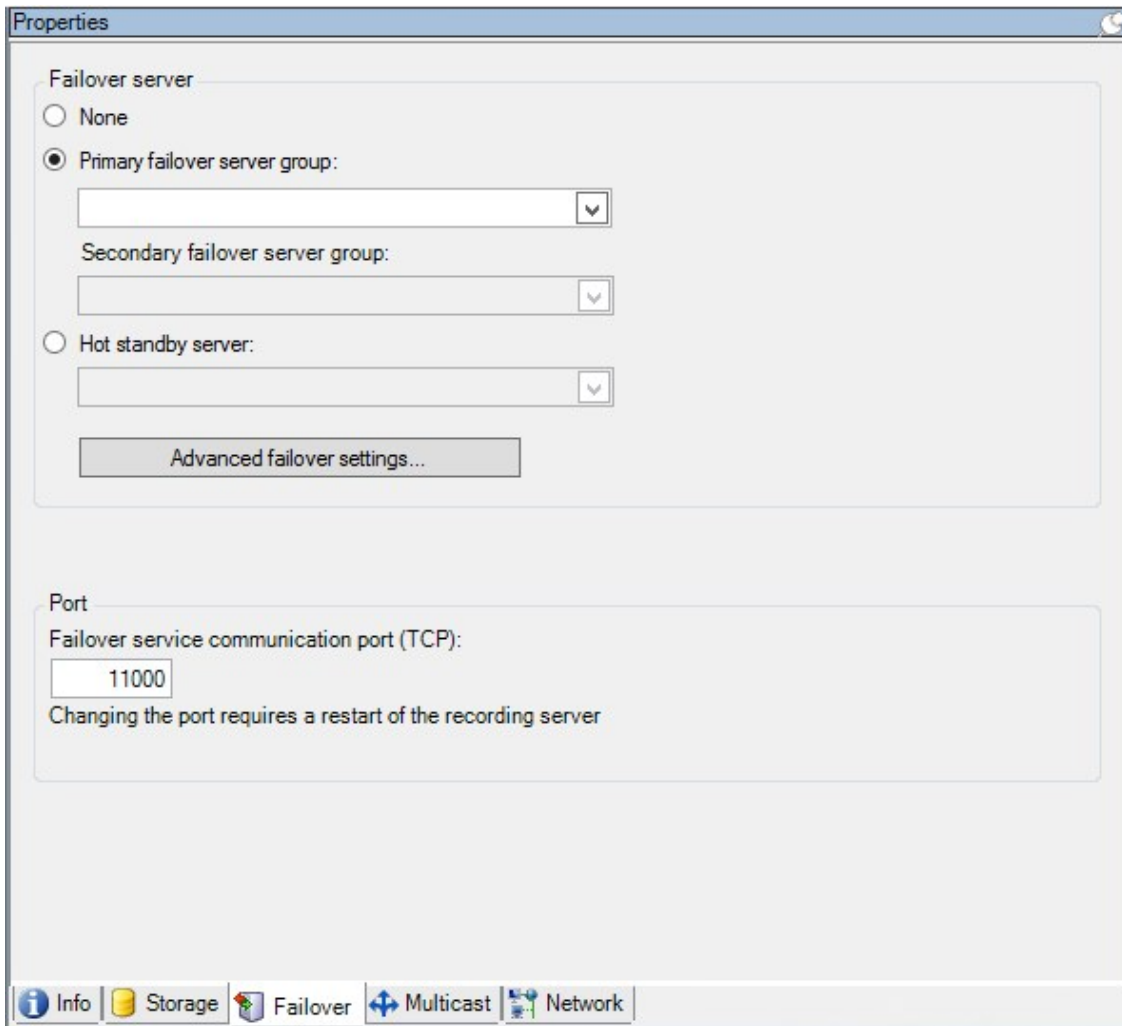 Properties
Failover server
None
Primary failover server group:
Secondary failover server group:
Hot standby server:
Advanced failover settings...
Port
Failover service communication port (TCP):
11000
Changing the port requires a restart of the recording server
Info Storage Failover Multicast Network